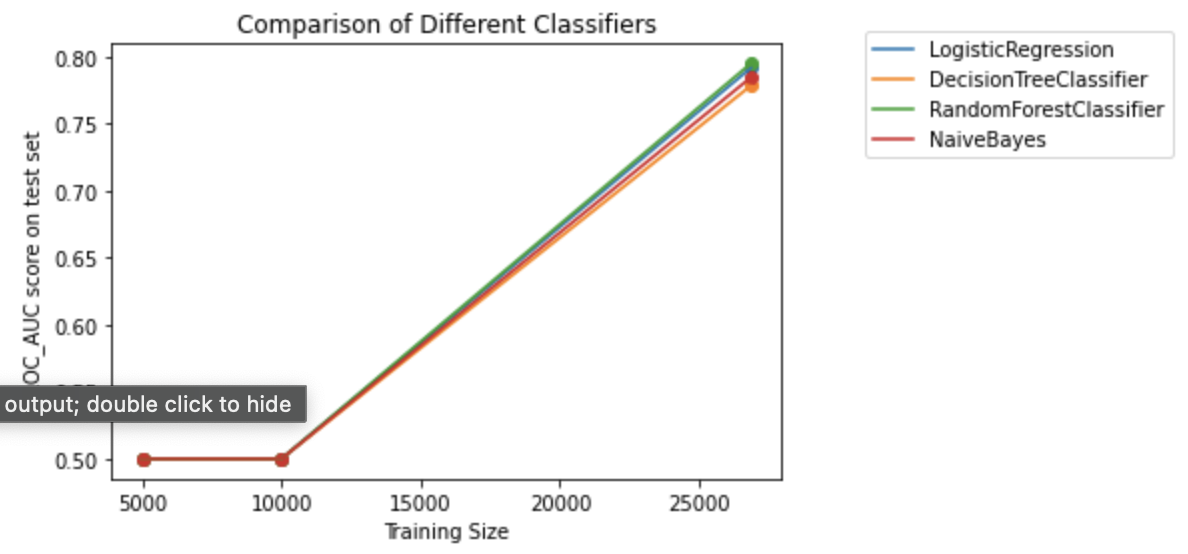 Comparison of Different Classifiers
LogisticRegression
DecisionTreeClassifier
RandomForestClassifier
NaiveBayes
OC_AUC score on test set
0.80
0.75
0.70
0.65
0.60
output; double click to hide
0.50
5000 10000 15000 20000 25000
Training Size